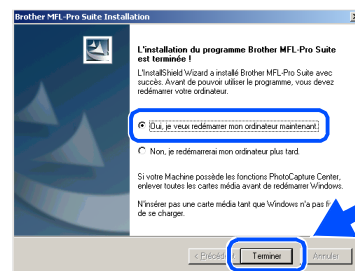 Brother MFL-Pro Suite Installation
L'installation du programme Brother MFL-Pro Suite
est terminée !
L'InstallShield Wizard a installé Brother MFL-Pro Suite avec
succès. Avant de pouvoir utiliser le programme, vous devez
redémarrer votre ordinateur.
Oui, je veux redémarrer mon ordinateur maintenant.
Non, je redémarrerai mon ordinateur plus tard.
Si votre Machine possède les fonctions PhotoCapture Center,
enlever toutes les cartes média avant de redémarrer Windows.
N'insérer pas une carte média tant que Windows n'a pas
de se charger.
< Précédent Terminer Annuler